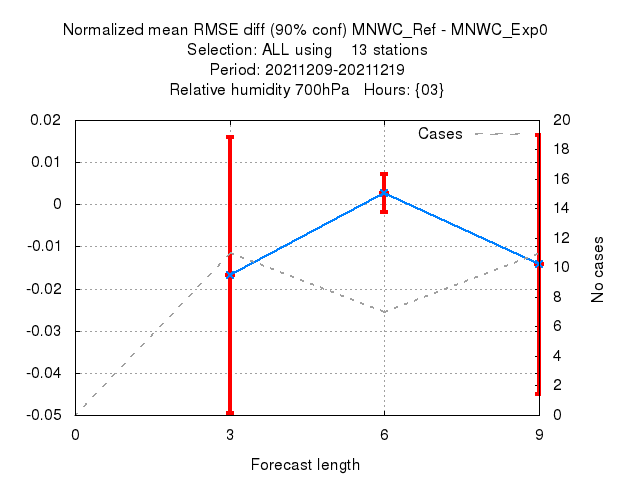 Normalized mean RMSE diff (90% conf) MNWC_Ref - MNWC_Exp0
Selection: ALL using    13 stations
Period: 20211209-20211219
Relative humidity 700hPa   Hours: {03}
Cases
0.02
0.01
0
-0.01
-0.02
-0.03
-0.04
-0.05
20
18
16
14
12
10
8
6
4
2
0
No cases
0 3 6 9
Forecast length